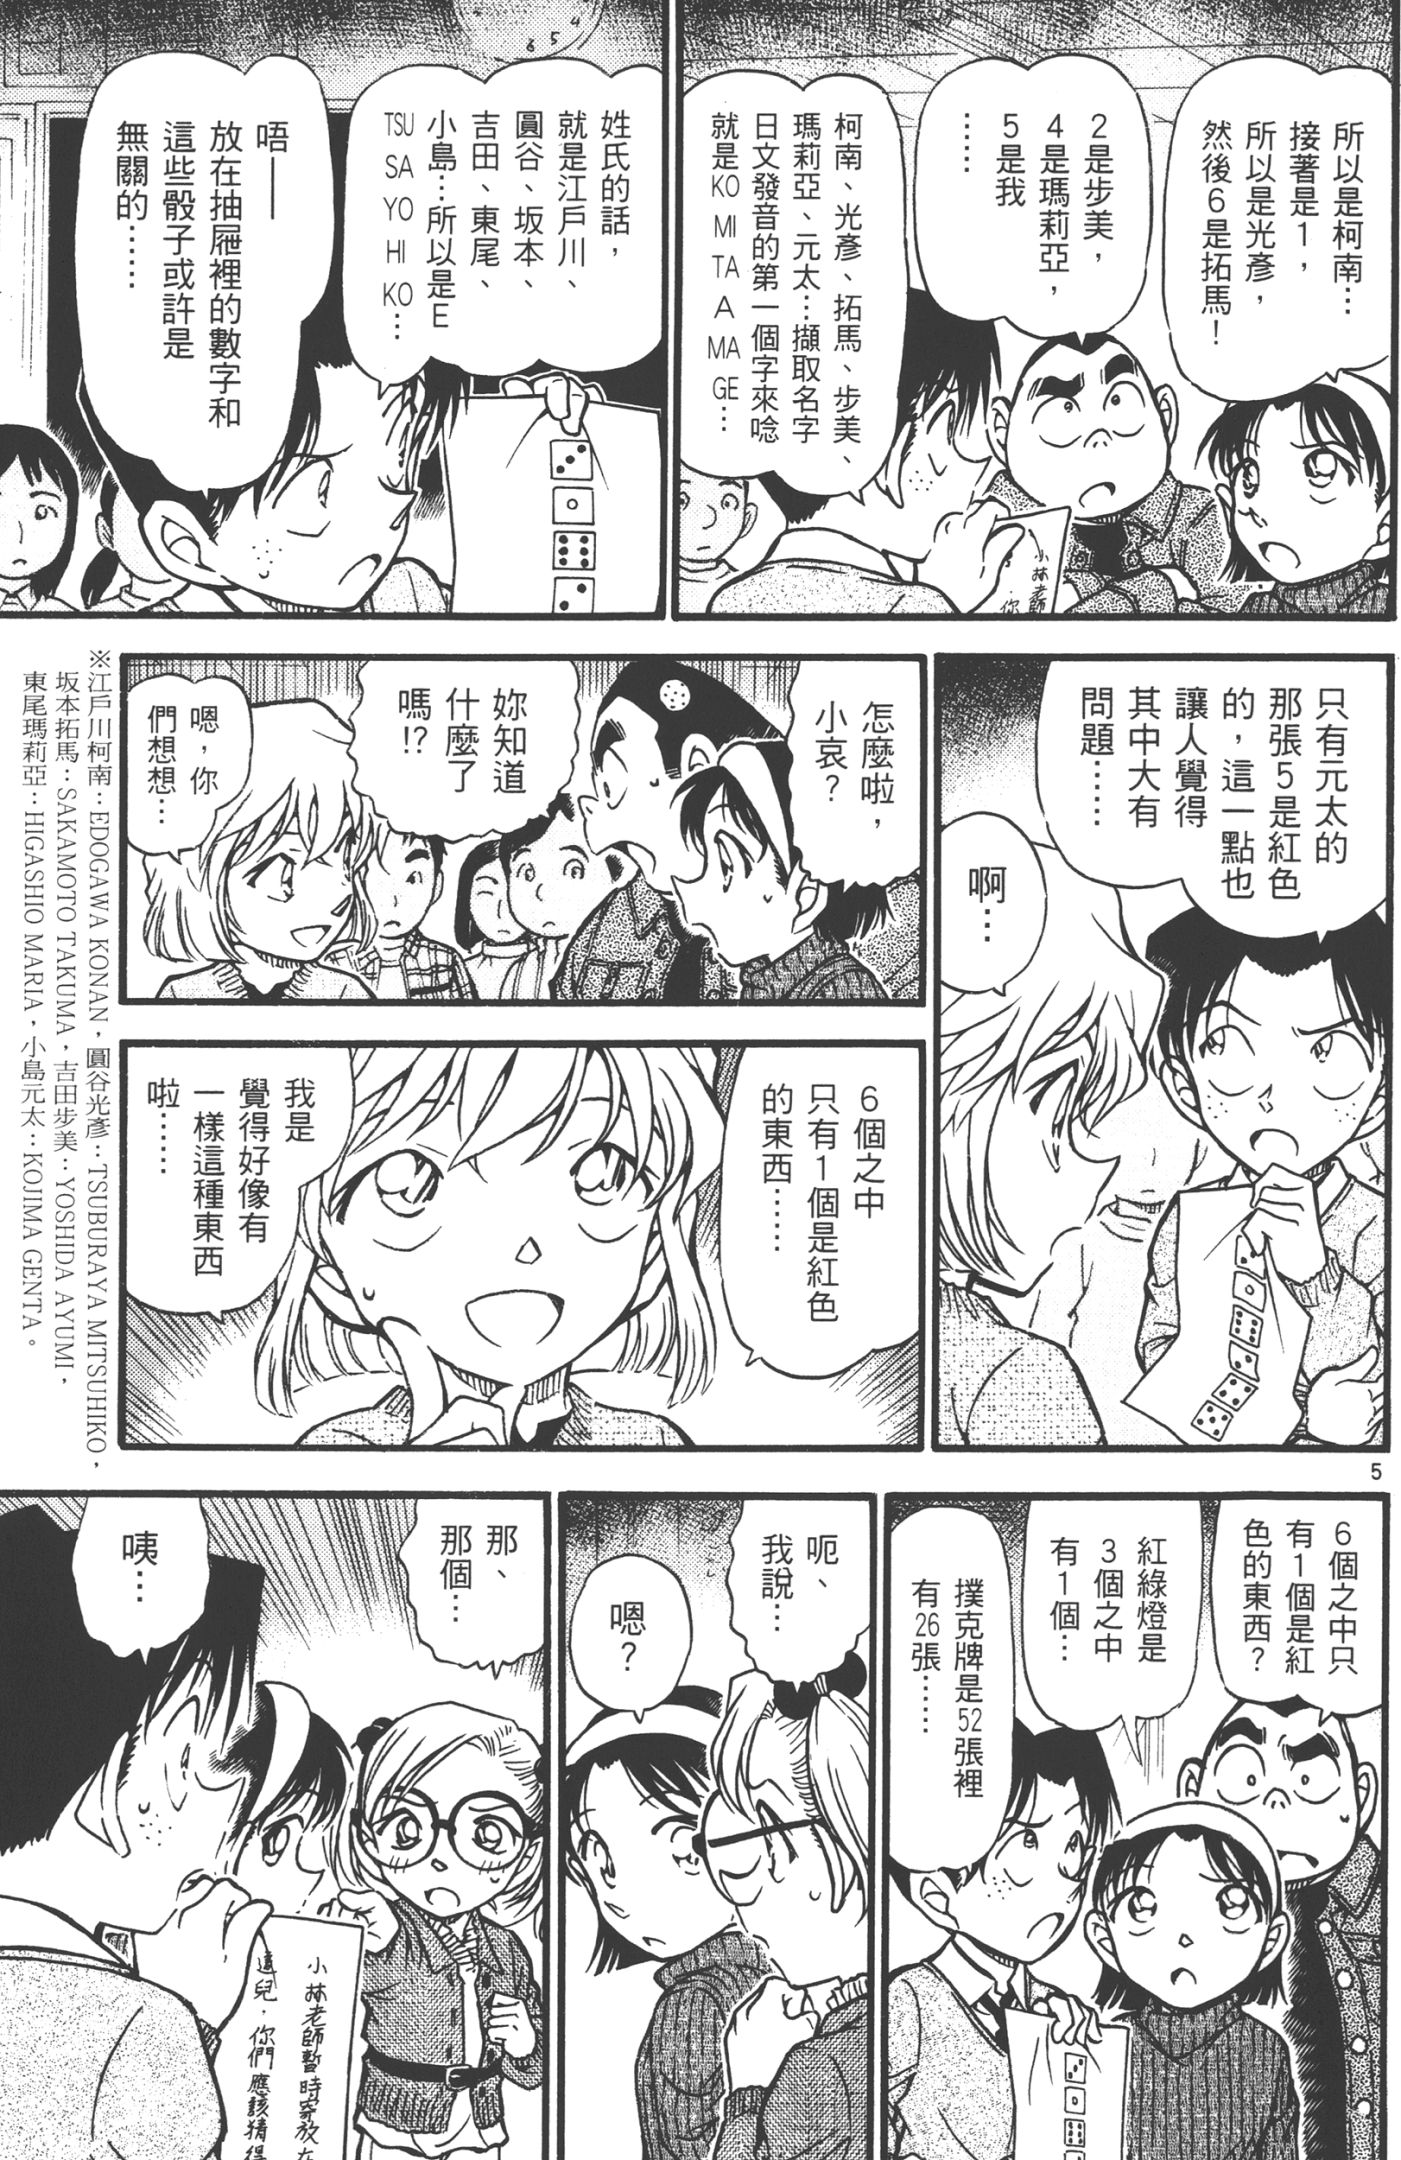 所以是柯南…
接著是1，
所以是光彥，
然後6是拓馬！
2是步美，
4是瑪莉亞，
5是我
……
柯南、光彥、拓馬、步美、
瑪莉亞、元太…擷取名字
日文發音的第一個字來唸
就是KO MI TA A MA GE…
小林老師
你
4
5
6
姓氏的話，
就是江戶川、
圓谷、坂本、
吉田、東尾、
小島…所以是E
TSU SA YO HI KO…
唔──
放在抽屜裡的數字和
這些骰子或許是
無關的……
只有元太的
那張5是紅色
的，這一點也
讓人覺得
其中大有
問題……
啊…
怎麼啦，
小哀？
妳知道
什麼了
嗎!?
嗯，你
們想想…
6個之中
只有1個是紅色
的東西……
我是
覺得好像有
一樣這種東西
啦……
※江戶川柯南：EDOGAWA KONAN，圓谷光彥：TSUBURAYA MITSUHIKO，
坂本拓馬：SAKAMOTO TAKUMA，吉田步美：YOSHIDA AYUMI，
東尾瑪莉亞：HIGASHIO MARIA，小島元太：KOJIMA GENTA。
5
6個之中只
有1個是紅
色的東西？
紅綠燈是
3個之中
有1個…
撲克牌是52張裡
有26張……
呃、
我說…
嗯？
那、
那個…
咦…
小林老師暫時寄放在
這兒，你們應該猜得